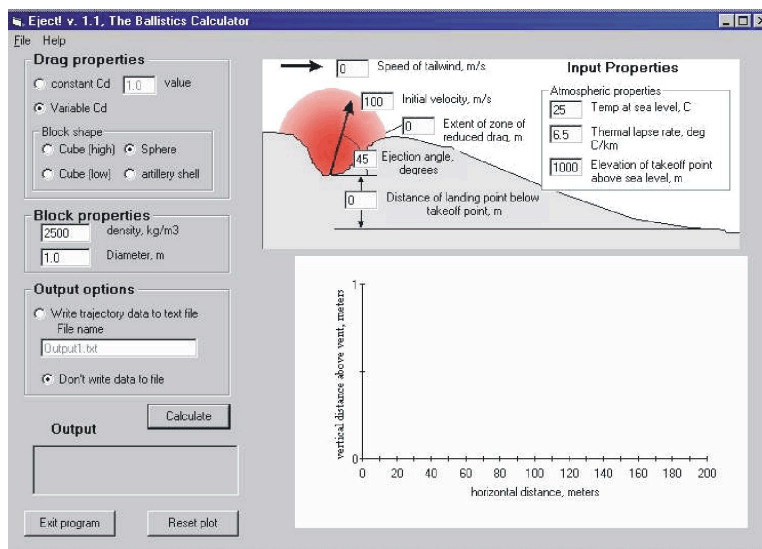 Eject! v. 1.1, The Ballistics Calculator
File Help
Drag properties
constant Cd 1.0 value
Variable Cd
Block shape
Cube (high) Sphere
Cube (low) artillery shell
Block properties
2500 density, kg/m3
1.0 Diameter, m
Output options
Write trajectory data to text file
File name
Output1.txt
Don't write data to file
Calculate
Output
Exit program Reset plot
0 Speed of tailwind, m/s
100 Initial velocity, m/s
0 Extent of zone of
reduced drag, m
45 Ejection angle,
degrees
0 Distance of landing point below
takeoff point, m
Input Properties
Atmospheric properties
25 Temp at sea level, C
6.5 Thermal lapse rate, deg
C/km
1000 Elevation of takeoff point
above sea level, m
vertical distance above vent, meters
1
0
0 20 40 60 80 100 120 140 160 180 200
horizontal distance, meters